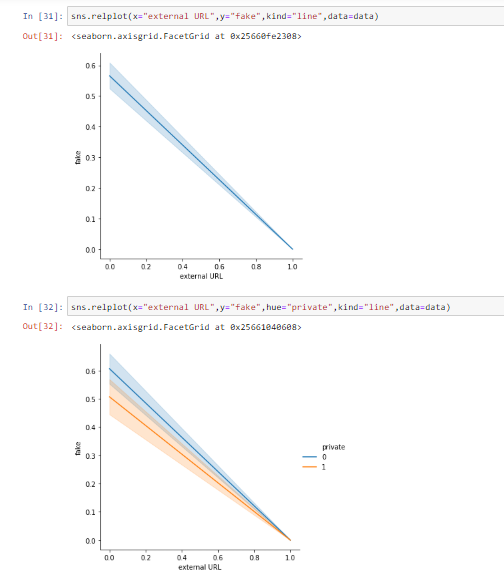 In [31]: sns.relplot(x="external URL",y="fake",kind="line",data=data)
Out[31]: <seaborn.axisgrid.FacetGrid at 0x25660fe2308>
0.6
0.5
0.4
0.3
0.2
0.1
0.0
fake
0.0 0.2 0.4 0.6 0.8 1.0
external URL
In [32]: sns.relplot(x="external URL",y="fake",hue="private",kind="line",data=data)
Out[32]: <seaborn.axisgrid.FacetGrid at 0x25661040608>
0.6
0.5
0.4
0.3
0.2
0.1
0.0
fake
private
0
1
0.0 0.2 0.4 0.6 0.8 1.0
external URL